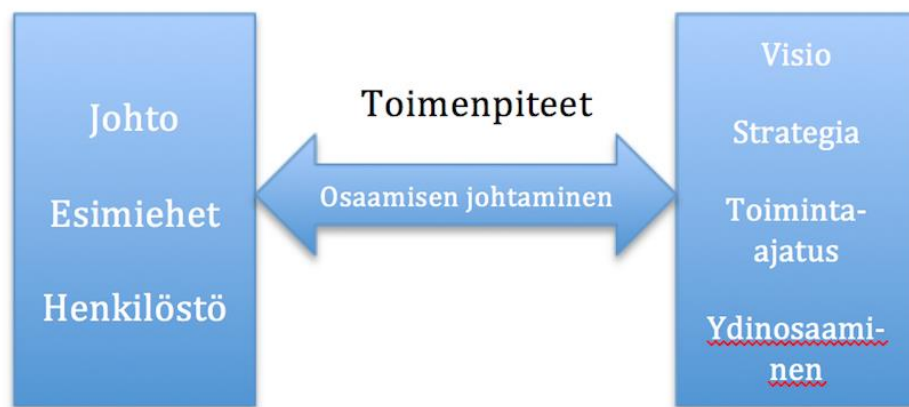 Johto
Esimiehet
Henkilöstö
Toimenpiteet
Osaamisen johtaminen
Visio
Strategia
Toiminta-
ajatus
Ydinosaami-
nen